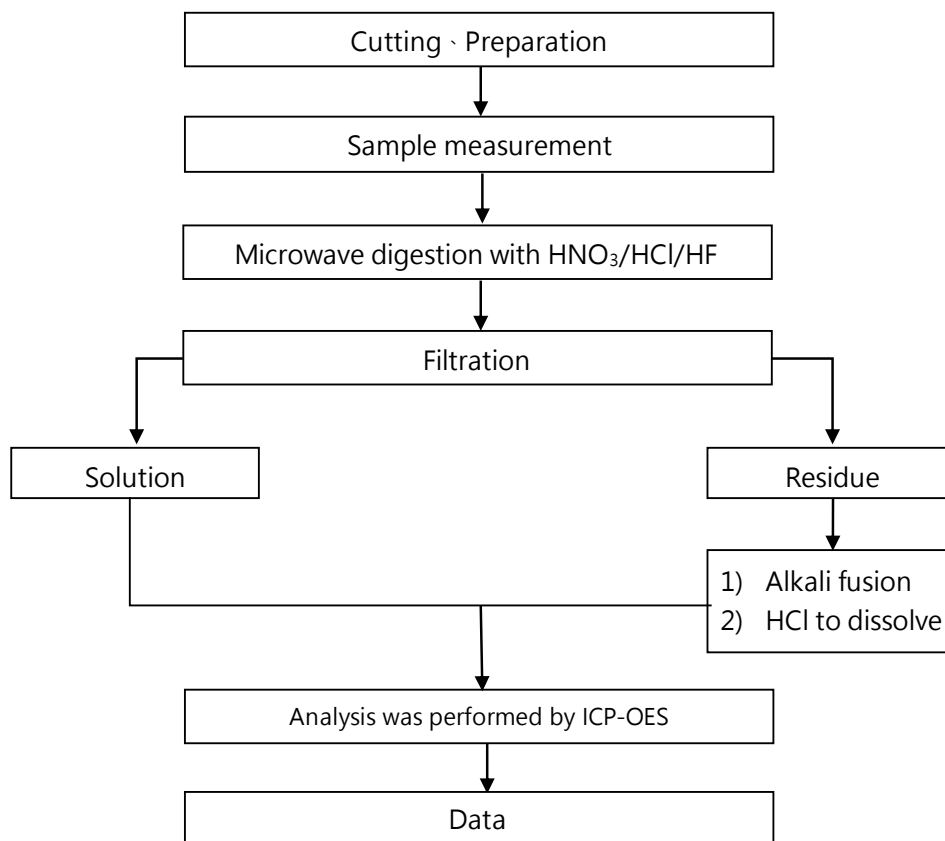 Cutting、Preparation
Sample measurement
Microwave digestion with HNO₃/HCl/HF
Filtration
Solution
Residue
1) Alkali fusion
2) HCl to dissolve
Analysis was performed by ICP-OES
Data